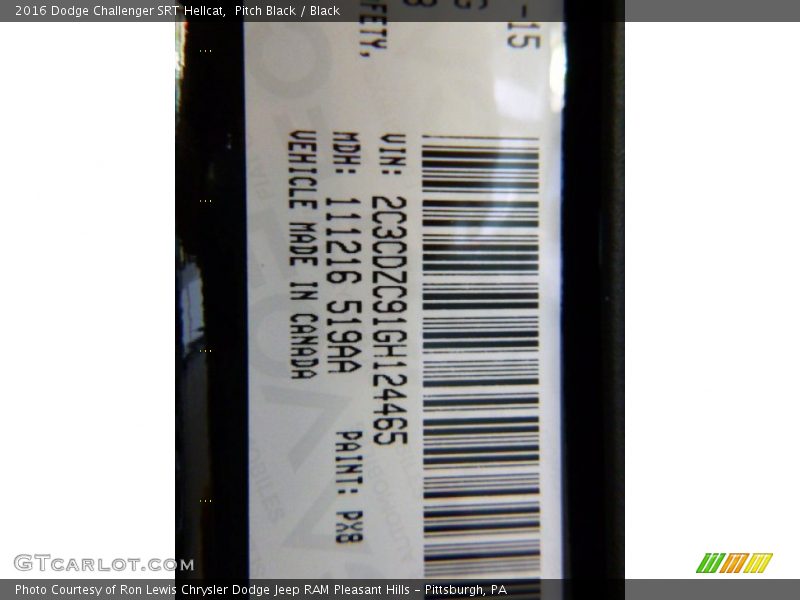 2016 Dodge Challenger SRT Hellcat, Pitch Black / Black
-15
FETY,
VIN: 2C3CDZC91GH124465
MDH: 111216 519AA PAINT: PX8
VEHICLE MADE IN CANADA
GTCARLOT.COM
Photo Courtesy of Ron Lewis Chrysler Dodge Jeep RAM Pleasant Hills - Pittsburgh, PA